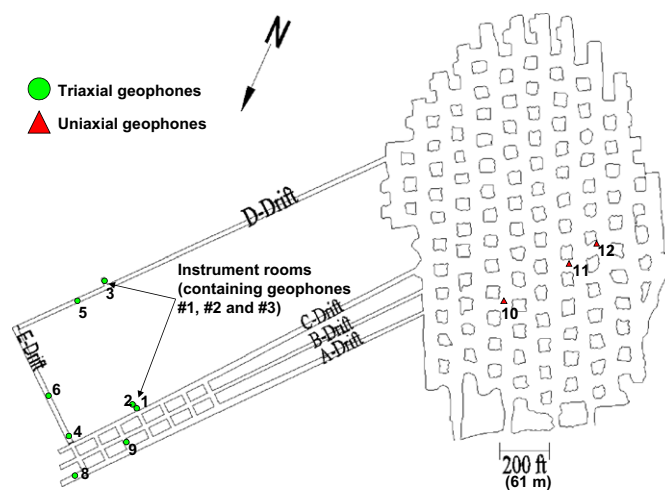 N
Triaxial geophones
Uniaxial geophones
D-Drift
12
11
Instrument rooms
(containing geophones
#1, #2 and #3)
3
5
10
C-Drift
B-Drift
A-Drift
E-Drift
6
2
1
4
9
8
200 ft
(61 m)